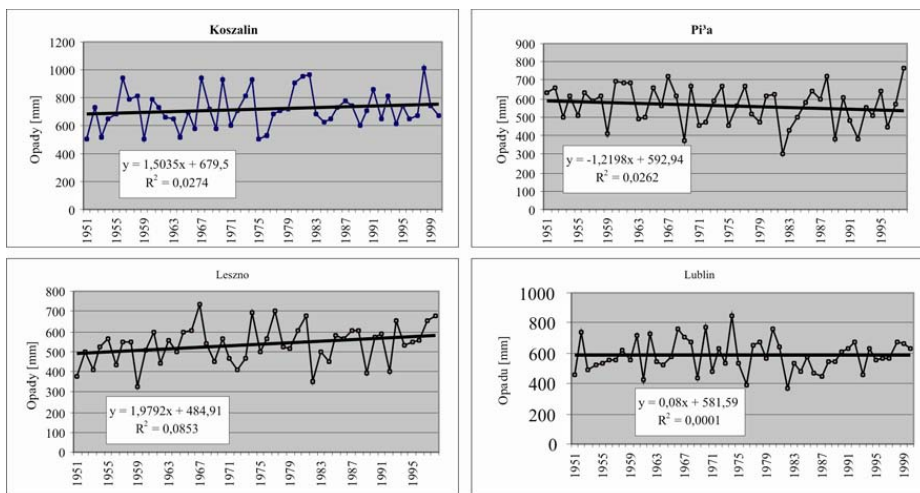 Koszalin
1200
1000
800
600
400
200
0
Opady [mm]
y = 1,5035x + 679,5
R² = 0,0274
1951 1955 1959 1963 1967 1971 1975 1979 1983 1987 1991 1995 1999
Pi³a
900
800
700
600
500
400
300
200
100
0
Opady [mm]
y = -1,2198x + 592,94
R² = 0,0262
1951 1955 1959 1963 1967 1971 1975 1979 1983 1987 1991 1995
Leszno
800
700
600
500
400
300
200
100
0
Opady [mm]
y = 1,9792x + 484,91
R² = 0,0853
1951 1955 1959 1963 1967 1971 1975 1979 1983 1987 1991 1995
Lublin
1000
800
600
400
200
0
Opadu [mm]
y = 0,08x + 581,59
R² = 0,0001
1951 1955 1959 1963 1967 1971 1975 1979 1983 1987 1991 1995 1999